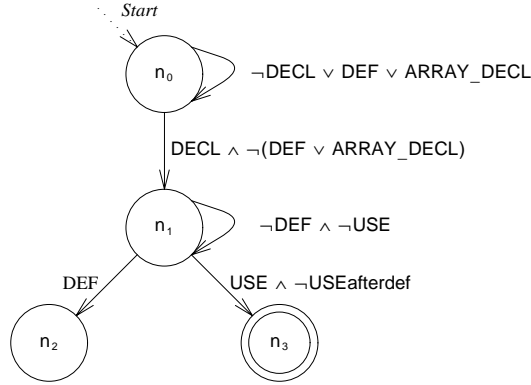 Start
n₀
¬DECL ∨ DEF ∨ ARRAY_DECL
DECL ∧ ¬(DEF ∨ ARRAY_DECL)
n₁
¬DEF ∧ ¬USE
DEF
USE ∧ ¬USEafterdef
n₂
n₃